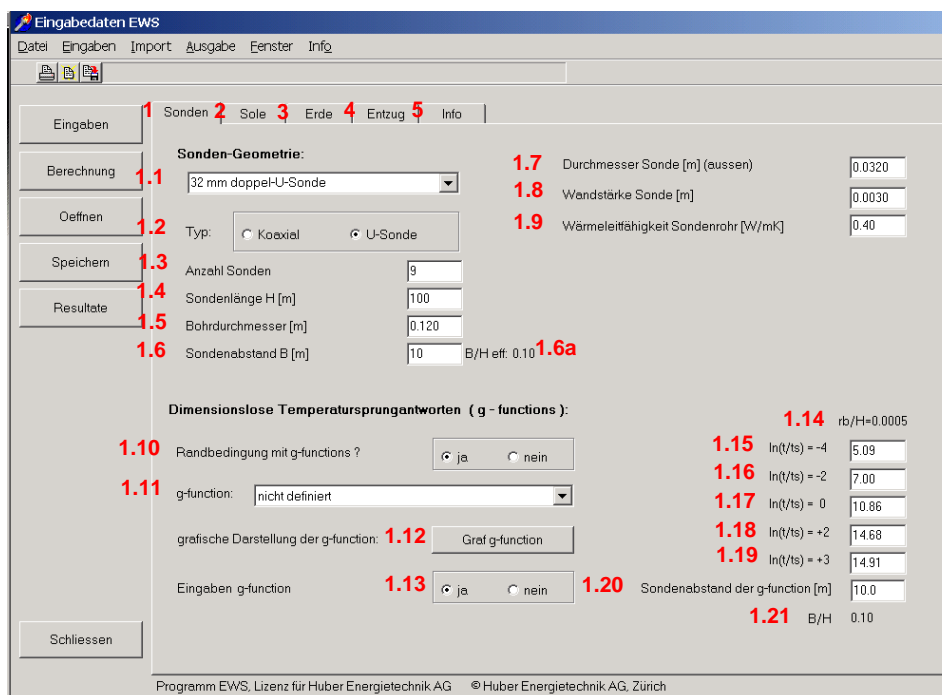 Eingabedaten EWS
Datei Eingaben Import Ausgabe Fenster Info
1 Sonden 2 Sole 3 Erde 4 Entzug 5 Info
Eingaben
Berechnung
Oeffnen
Speichern
Resultate
Schliessen
Sonden-Geometrie:
1.1 32 mm doppel-U-Sonde
1.2 Typ: Koaxial U-Sonde
1.3 Anzahl Sonden 9
1.4 Sondenlänge H [m] 100
1.5 Bohrdurchmesser [m] 0.120
1.6 Sondenabstand B [m] 10 B/H eff: 0.10 1.6a
1.7 Durchmesser Sonde [m] (aussen) 0.0320
1.8 Wandstärke Sonde [m] 0.0030
1.9 Wärmeleitfähigkeit Sondenrohr [W/mK] 0.40
Dimensionslose Temperatursprungantworten ( g - functions ):
1.10 Randbedingung mit g-functions ? ja nein
1.11 g-function: nicht definiert
grafische Darstellung der g-function: 1.12 Graf g-function
Eingaben g-function 1.13 ja nein
1.14 rb/H=0.0005
1.15 ln(t/ts) = -4 5.09
1.16 ln(t/ts) = -2 7.00
1.17 ln(t/ts) = 0 10.86
1.18 ln(t/ts) = +2 14.68
1.19 ln(t/ts) = +3 14.91
1.20 Sondenabstand der g-function [m] 10.0
1.21 B/H 0.10
Programm EWS, Lizenz für Huber Energietechnik AG © Huber Energietechnik AG, Zürich